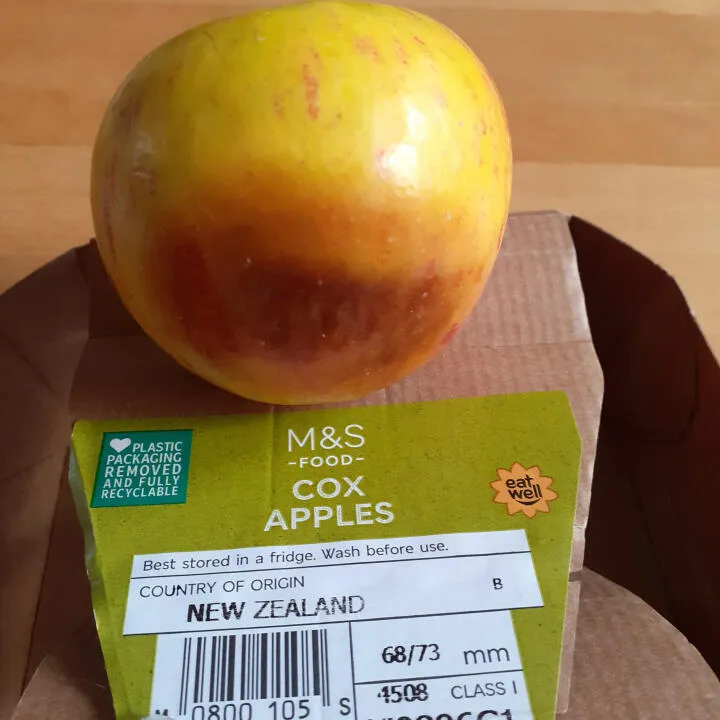 PLASTIC
PACKAGING
REMOVED
AND FULLY
RECYCLABLE
M&S
-FOOD-
COX
APPLES
eat
well
Best stored in a fridge. Wash before use.
COUNTRY OF ORIGIN B
NEW ZEALAND
68/73 mm
4508 CLASS I
M 0800 105 S